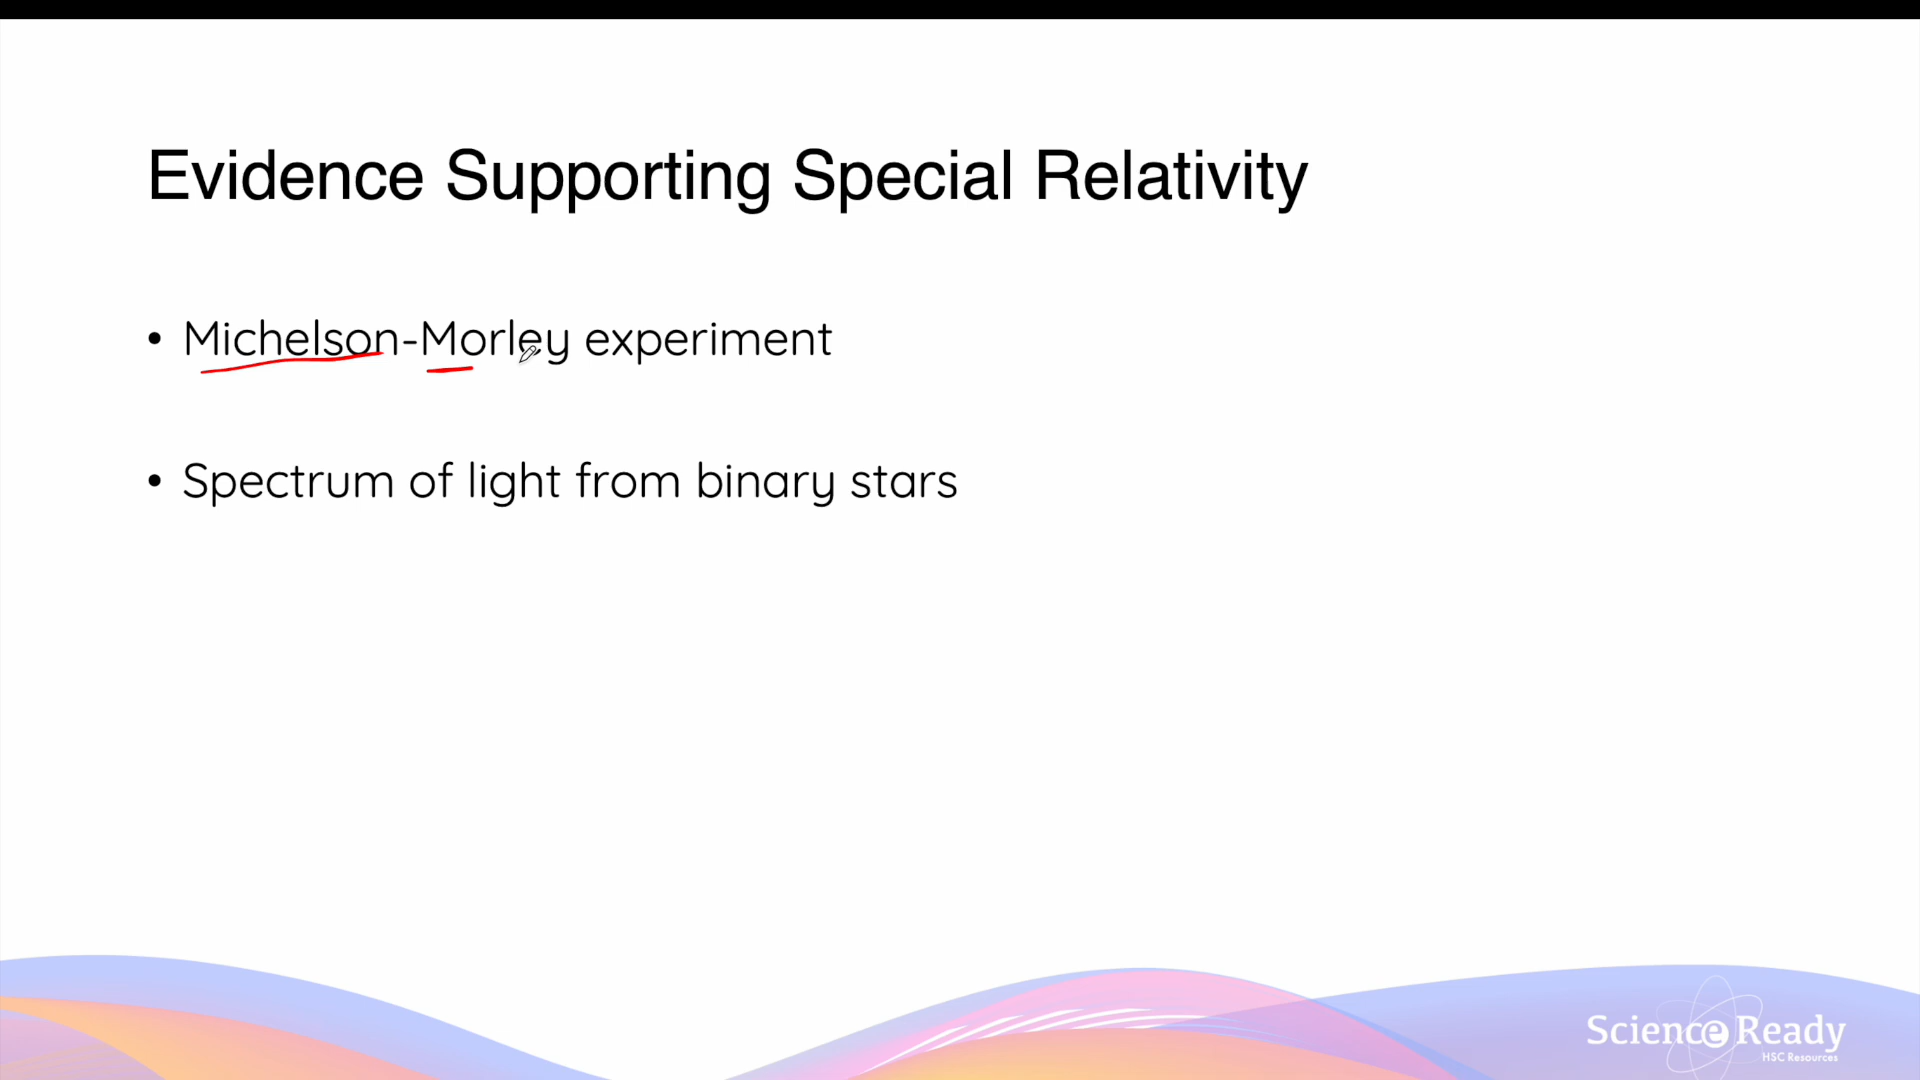 Evidence Supporting Special Relativity
• Michelson-Morley experiment
• Spectrum of light from binary stars
Science Ready
HSC Resources